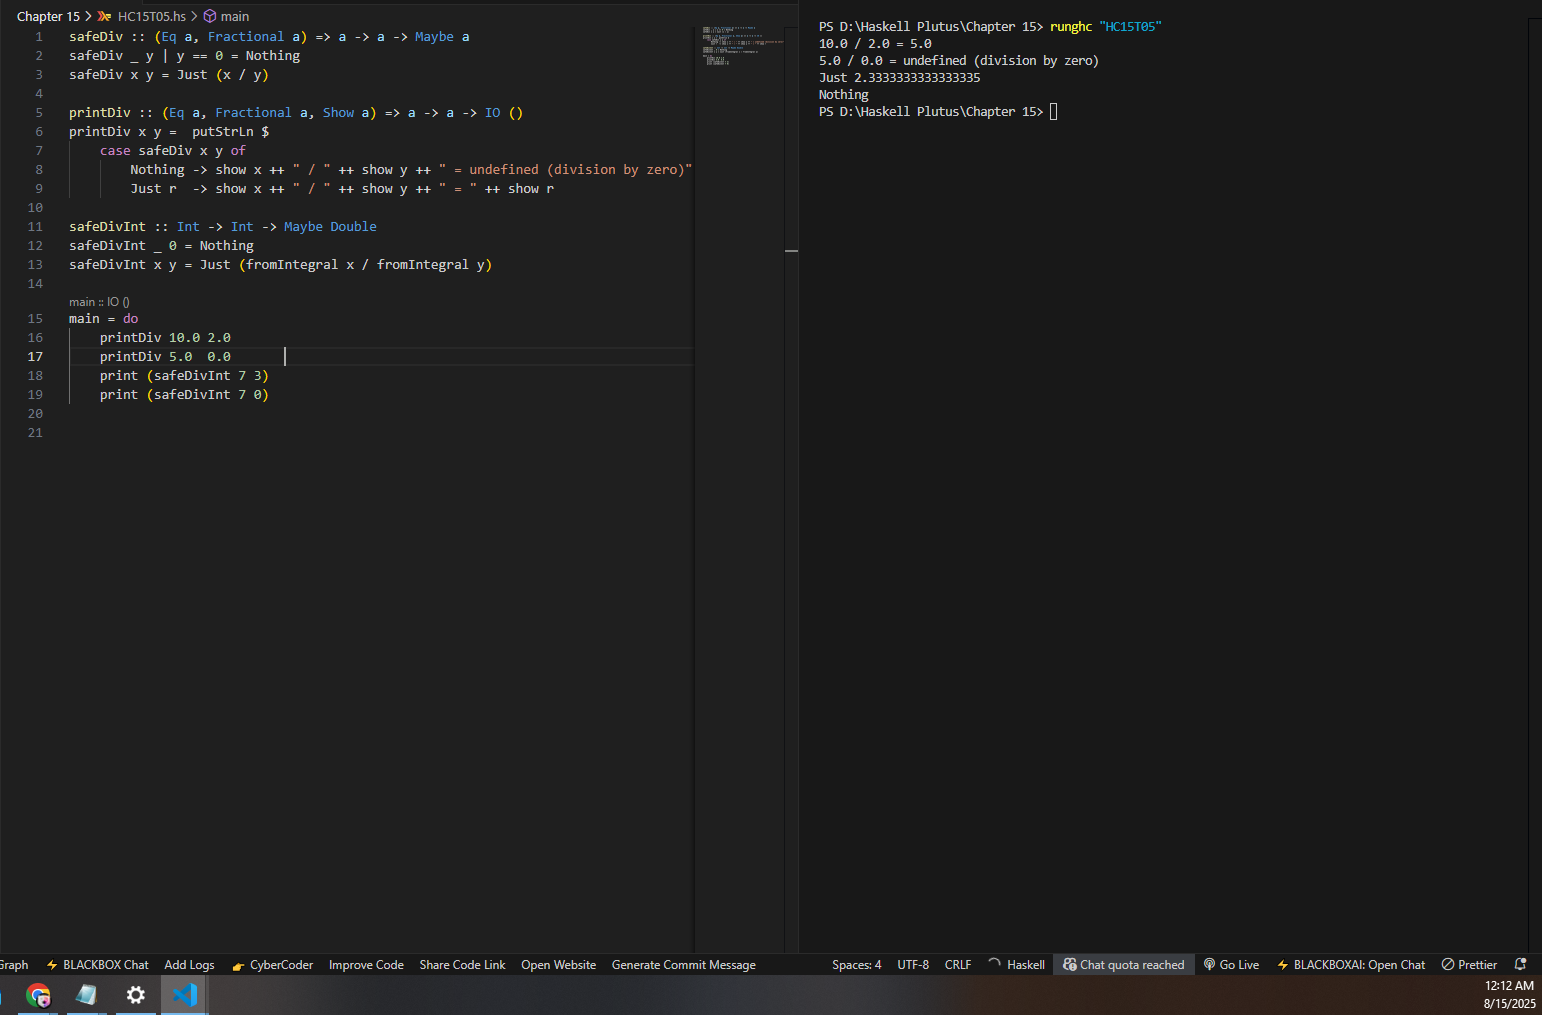 Chapter 15 > HC15T05.hs > main
1 safeDiv :: (Eq a, Fractional a) => a -> a -> Maybe a
2 safeDiv _ y | y == 0 = Nothing
3 safeDiv x y = Just (x / y)
4
5 printDiv :: (Eq a, Fractional a, Show a) => a -> a -> IO ()
6 printDiv x y =  putStrLn $
7     case safeDiv x y of
8         Nothing -> show x ++ " / " ++ show y ++ " = undefined (division by zero)"
9         Just r  -> show x ++ " / " ++ show y ++ " = " ++ show r
10
11 safeDivInt :: Int -> Int -> Maybe Double
12 safeDivInt _ 0 = Nothing
13 safeDivInt x y = Just (fromIntegral x / fromIntegral y)
14
main :: IO ()
15 main = do
16     printDiv 10.0 2.0
17     printDiv 5.0  0.0
18     print (safeDivInt 7 3)
19     print (safeDivInt 7 0)
20
21
PS D:\Haskell Plutus\Chapter 15> runghc "HC15T05"
10.0 / 2.0 = 5.0
5.0 / 0.0 = undefined (division by zero)
Just 2.3333333333333335
Nothing
PS D:\Haskell Plutus\Chapter 15>
Graph BLACKBOX Chat Add Logs CyberCoder Improve Code Share Code Link Open Website Generate Commit Message Spaces: 4 UTF-8 CRLF Haskell Chat quota reached Go Live BLACKBOXAI: Open Chat Prettier
12:12 AM
8/15/2025